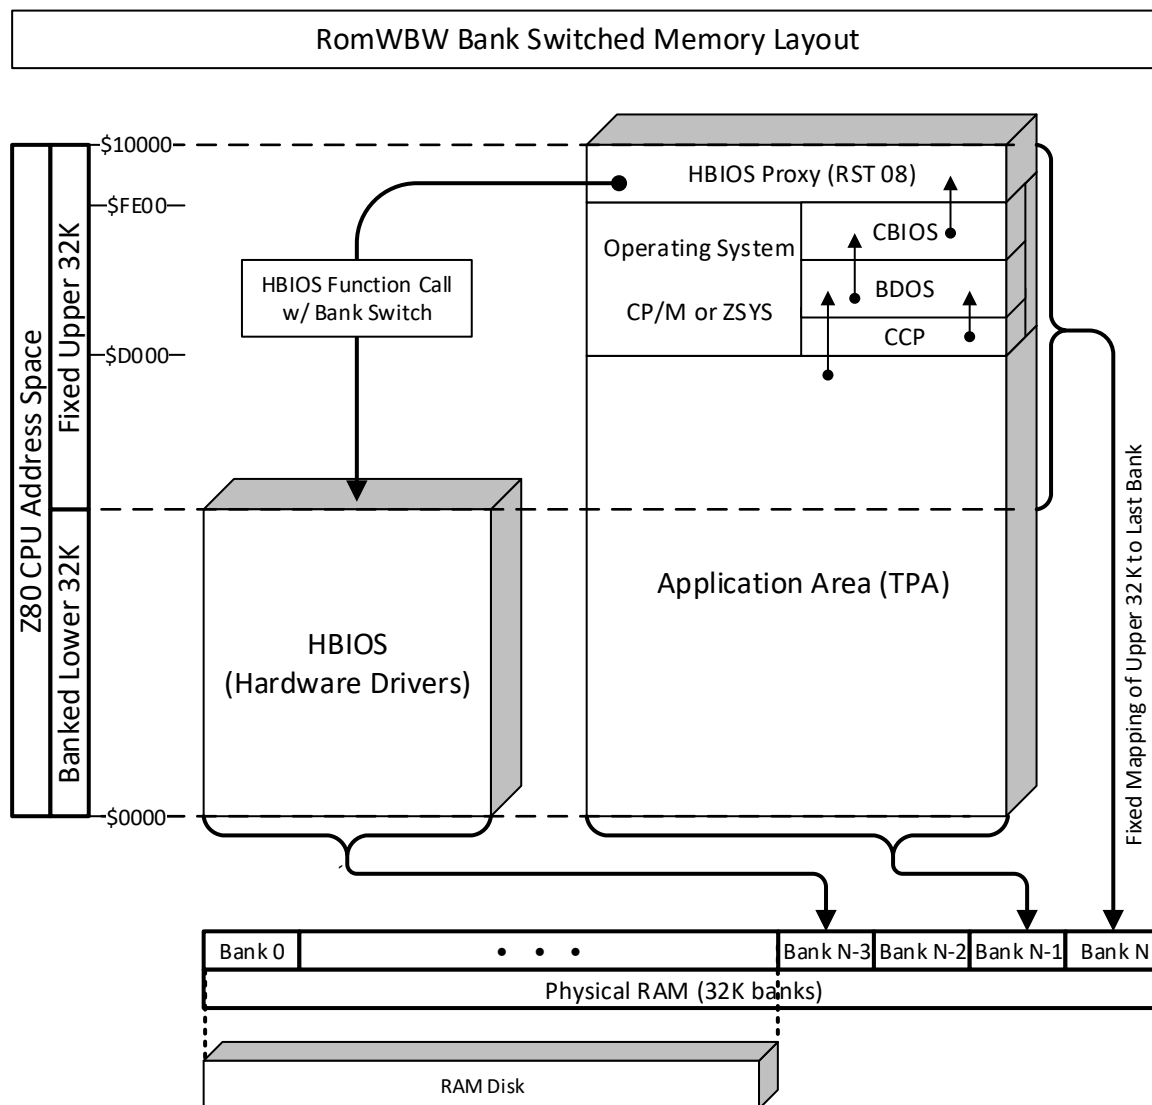 RomWBW Bank Switched Memory Layout
$10000
HBIOS Proxy (RST 08)
$FE00
CBIOS
Operating System
HBIOS Function Call
w/ Bank Switch
BDOS
CP/M or ZSYS
CCP
$D000
Z80 CPU Address Space
Fixed Upper 32K
Banked Lower 32K
Application Area (TPA)
HBIOS
(Hardware Drivers)
Fixed Mapping of Upper 32K to Last Bank
$0000
Bank 0
• • •
Bank N-3
Bank N-2
Bank N-1
Bank N
Physical RAM (32K banks)
RAM Disk